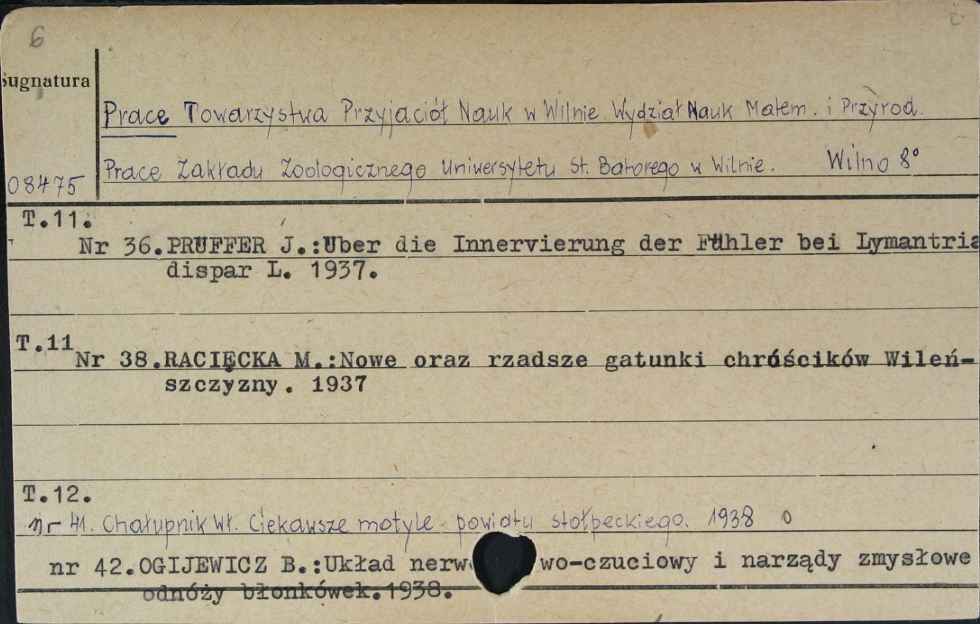 6
Sygnatura
Prace Towarzystwa Przyjaciół Nauk w Wilnie Wydział Nauk Matem. i Przyrod.
Prace Zakładu Zoologicznego Uniwersytetu St. Batorego w Wilnie. Wilno 8°
08475
T.11.
Nr 36.PRUFFER J.:Uber die Innervierung der Fühler bei Lymantria
dispar L. 1937.
T.11
Nr 38.RACIĘCKA M.:Nowe oraz rzadsze gatunki chróścików Wileń-
szczyzny. 1937
T.12.
nr 41. Chałupnik Wł. Ciekawsze motyle powiatu stołpeckiego. 1938 o
nr 42.OGIJEWICZ B.:Układ nerw wo-czuciowy i narządy zmysłowe
odnóży błonkówek.1938.